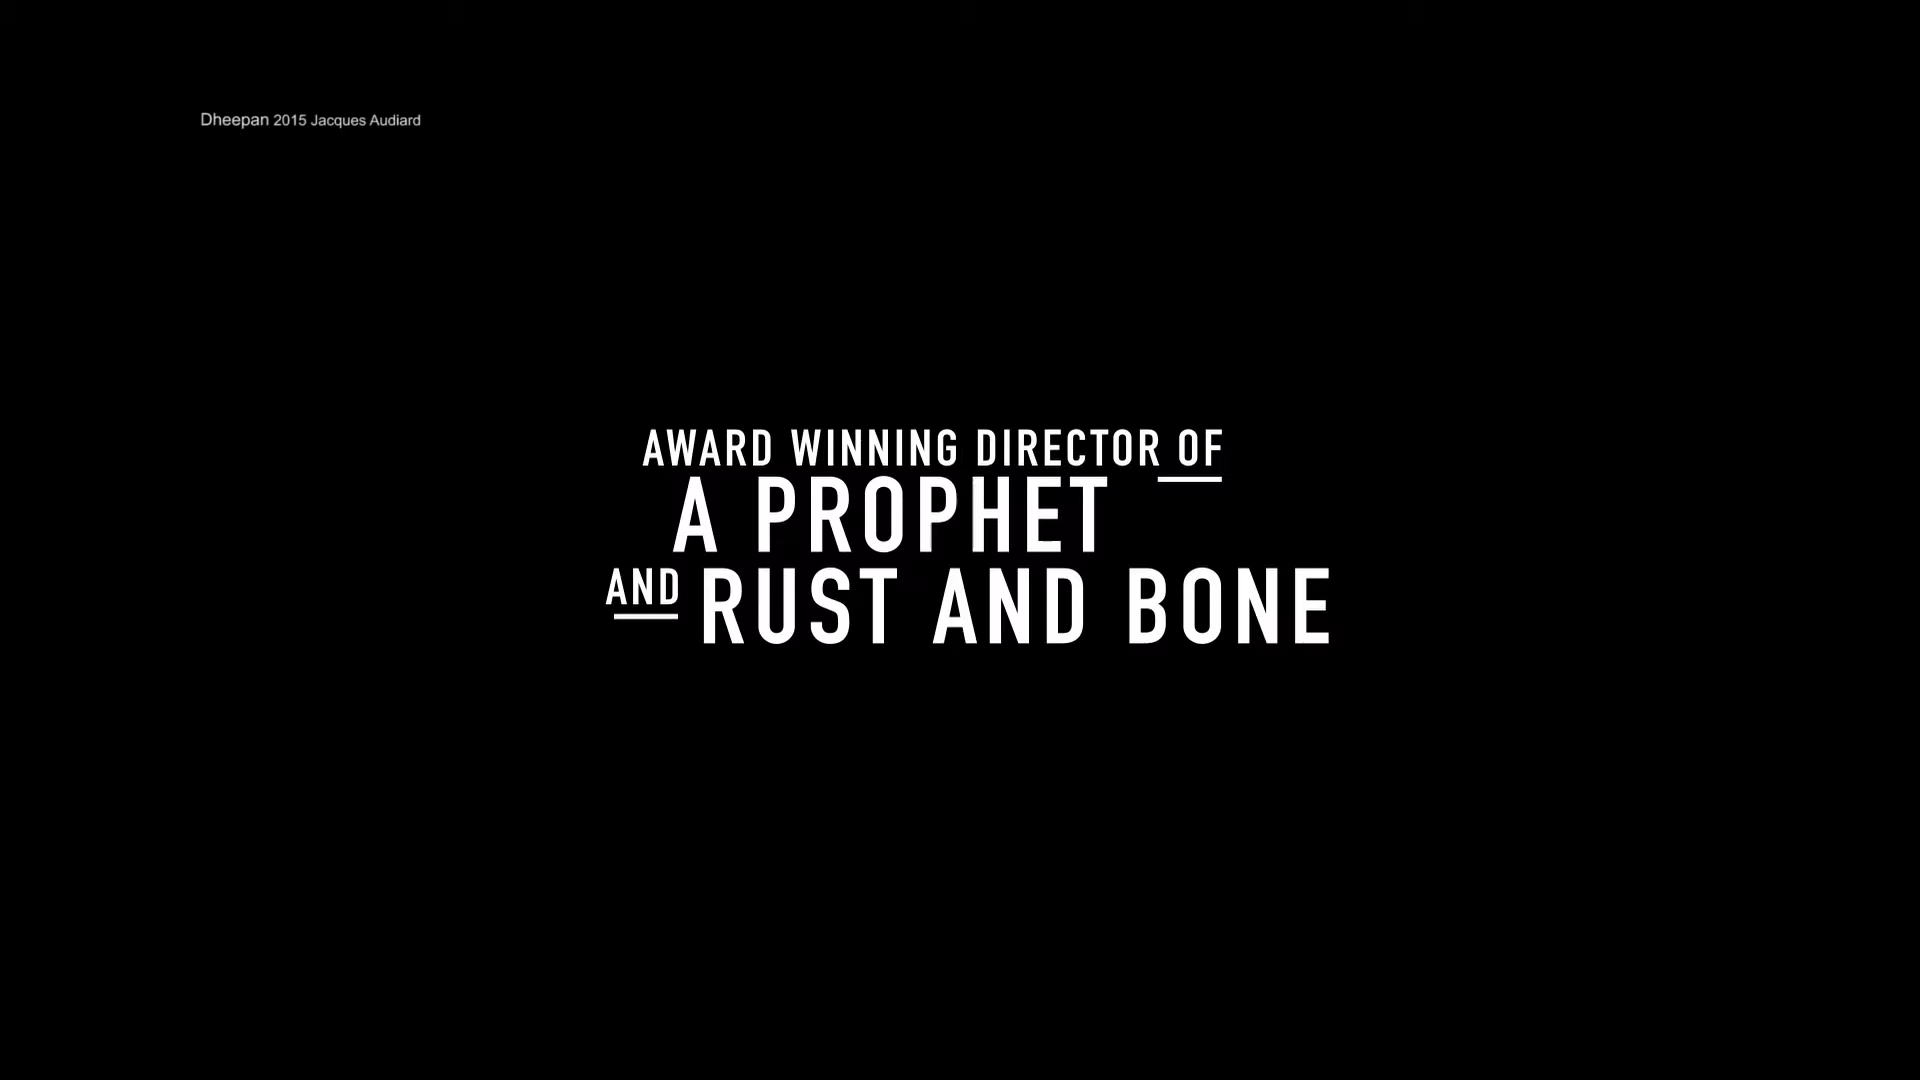 Dheepan 2015 Jacques Audiard
AWARD WINNING DIRECTOR OF
A PROPHET
AND RUST AND BONE